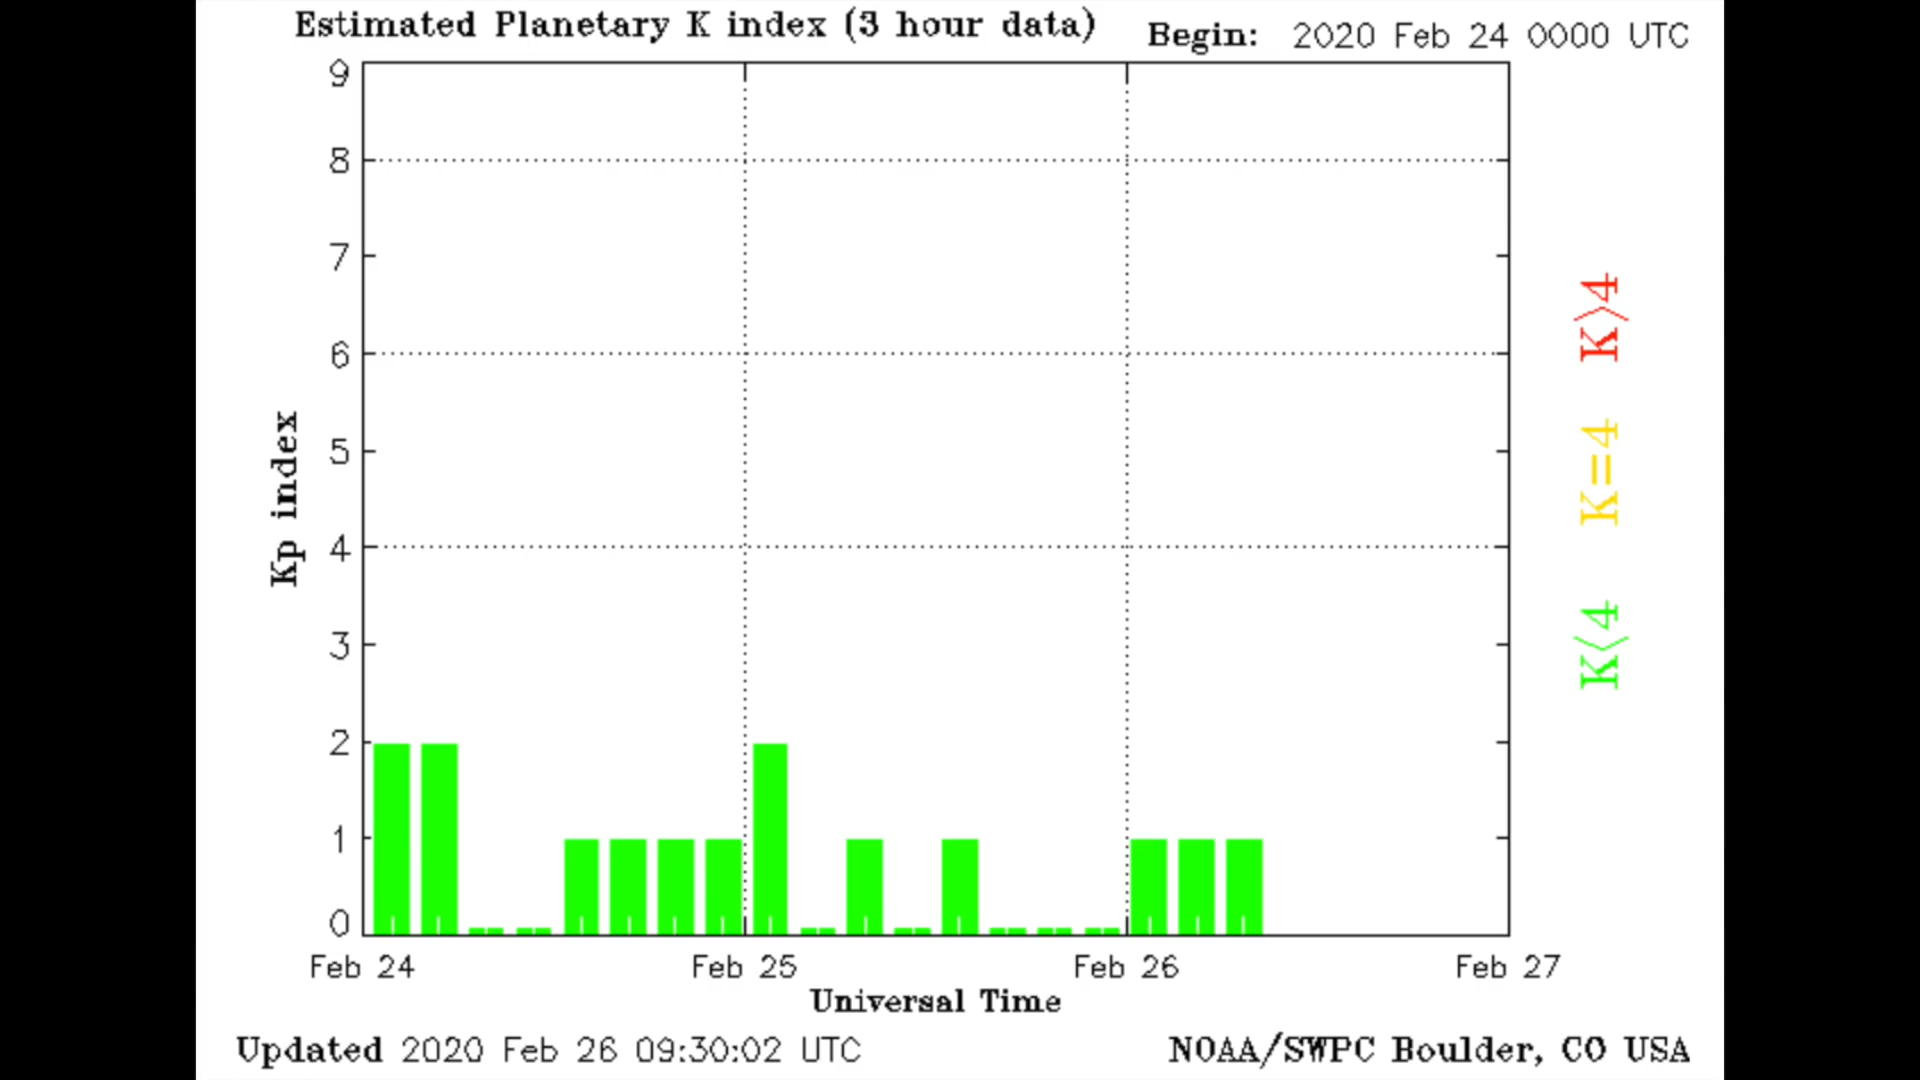 Estimated Planetary K index (3 hour data)
Begin: 2020 Feb 24 0000 UTC
9
8
7
6
5
4
3
2
1
0
Kp index
K>4
K=4
K<4
Feb 24
Feb 25
Feb 26
Feb 27
Universal Time
Updated 2020 Feb 26 09:30:02 UTC
NOAA/SWPC Boulder, CO USA